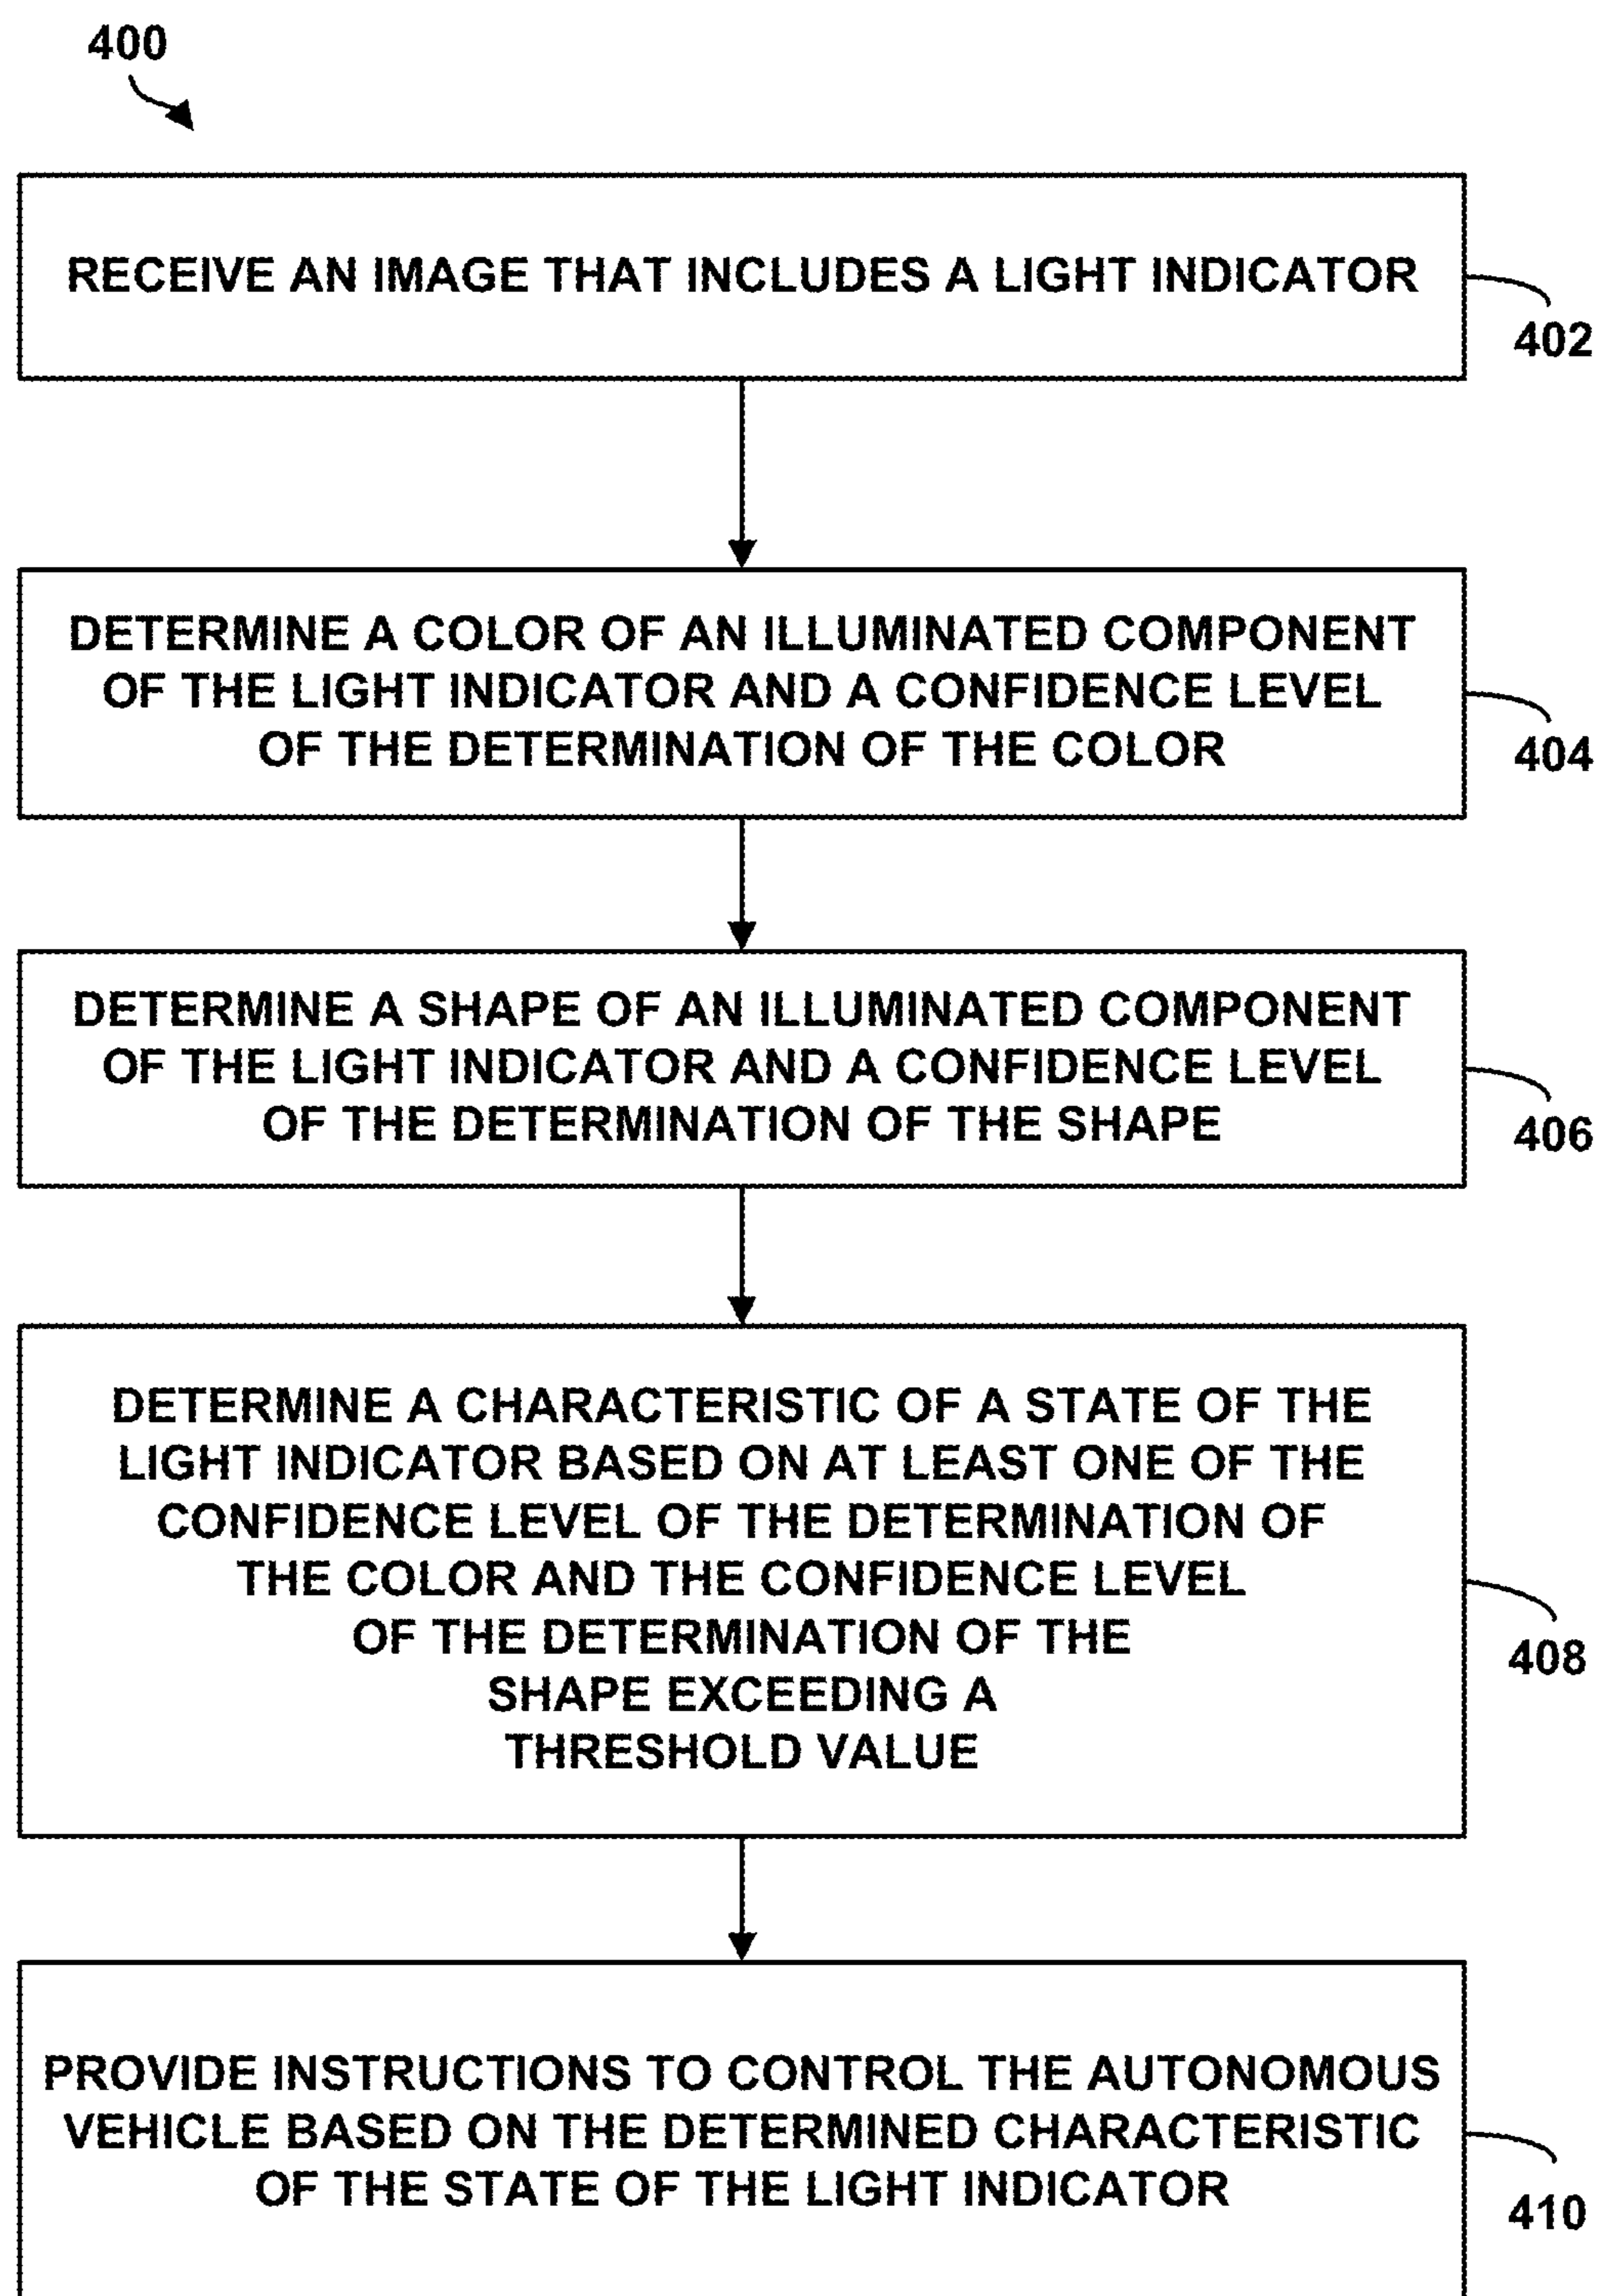 400
RECEIVE AN IMAGE THAT INCLUDES A LIGHT INDICATOR
402
DETERMINE A COLOR OF AN ILLUMINATED COMPONENT
OF THE LIGHT INDICATOR AND A CONFIDENCE LEVEL
OF THE DETERMINATION OF THE COLOR
404
DETERMINE A SHAPE OF AN ILLUMINATED COMPONENT
OF THE LIGHT INDICATOR AND A CONFIDENCE LEVEL
OF THE DETERMINATION OF THE SHAPE
406
DETERMINE A CHARACTERISTIC OF A STATE OF THE
LIGHT INDICATOR BASED ON AT LEAST ONE OF THE
CONFIDENCE LEVEL OF THE DETERMINATION OF
THE COLOR AND THE CONFIDENCE LEVEL
OF THE DETERMINATION OF THE
SHAPE EXCEEDING A
THRESHOLD VALUE
408
PROVIDE INSTRUCTIONS TO CONTROL THE AUTONOMOUS
VEHICLE BASED ON THE DETERMINED CHARACTERISTIC
OF THE STATE OF THE LIGHT INDICATOR
410